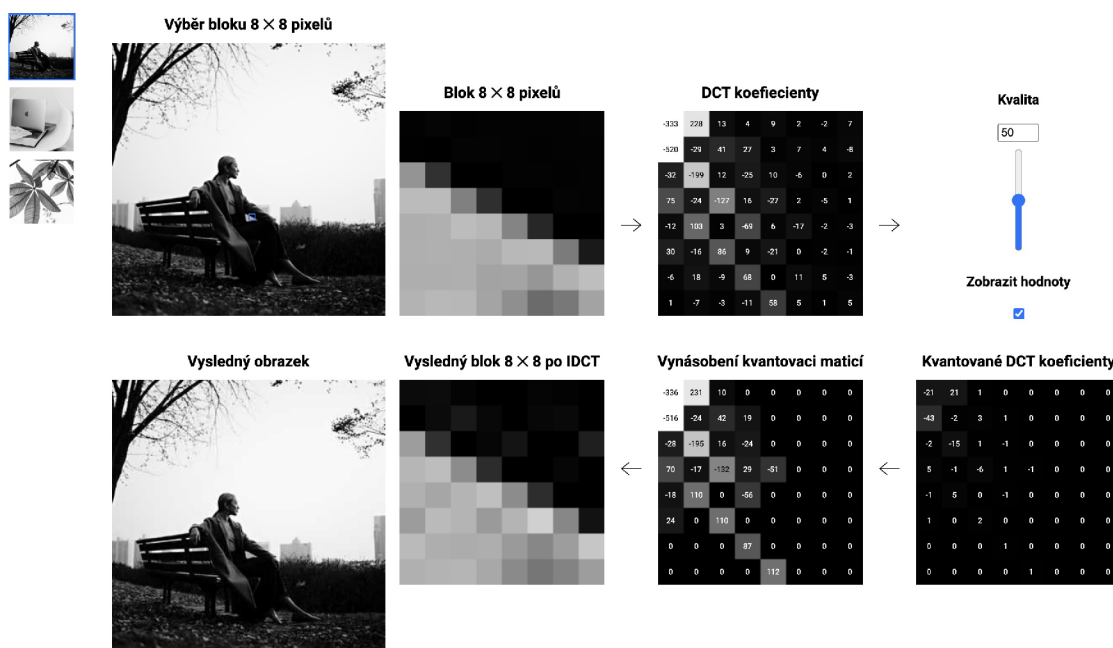 Výběr bloku 8 × 8 pixelů
Blok 8 × 8 pixelů
DCT koefiecienty
-333 228 13 4 9 2 -2 7
-520 -29 41 27 3 7 4 -8
-32 -199 12 -25 10 -6 0 2
75 -24 -127 16 -27 2 -5 1
-12 103 3 -69 6 -17 -2 -3
30 -16 86 9 -21 0 -2 -1
-6 18 -9 68 0 11 5 -3
1 -7 -3 -11 58 5 1 5
Kvalita
50
Zobrazit hodnoty
Vysledný obrazek
Vysledný blok 8 × 8 po IDCT
Vynásobení kvantovaci maticí
-336 231 10 0 0 0 0 0
-516 -24 42 19 0 0 0 0
-28 -195 16 -24 0 0 0 0
70 -17 -132 29 -51 0 0 0
-18 110 0 -56 0 0 0 0
24 0 110 0 0 0 0 0
0 0 0 87 0 0 0 0
0 0 0 0 112 0 0 0
Kvantované DCT koeficienty
-21 21 1 0 0 0 0 0
-43 -2 3 1 0 0 0 0
-2 -15 1 -1 0 0 0 0
5 -1 -6 1 -1 0 0 0
-1 5 0 -1 0 0 0 0
1 0 2 0 0 0 0 0
0 0 0 1 0 0 0 0
0 0 0 0 1 0 0 0